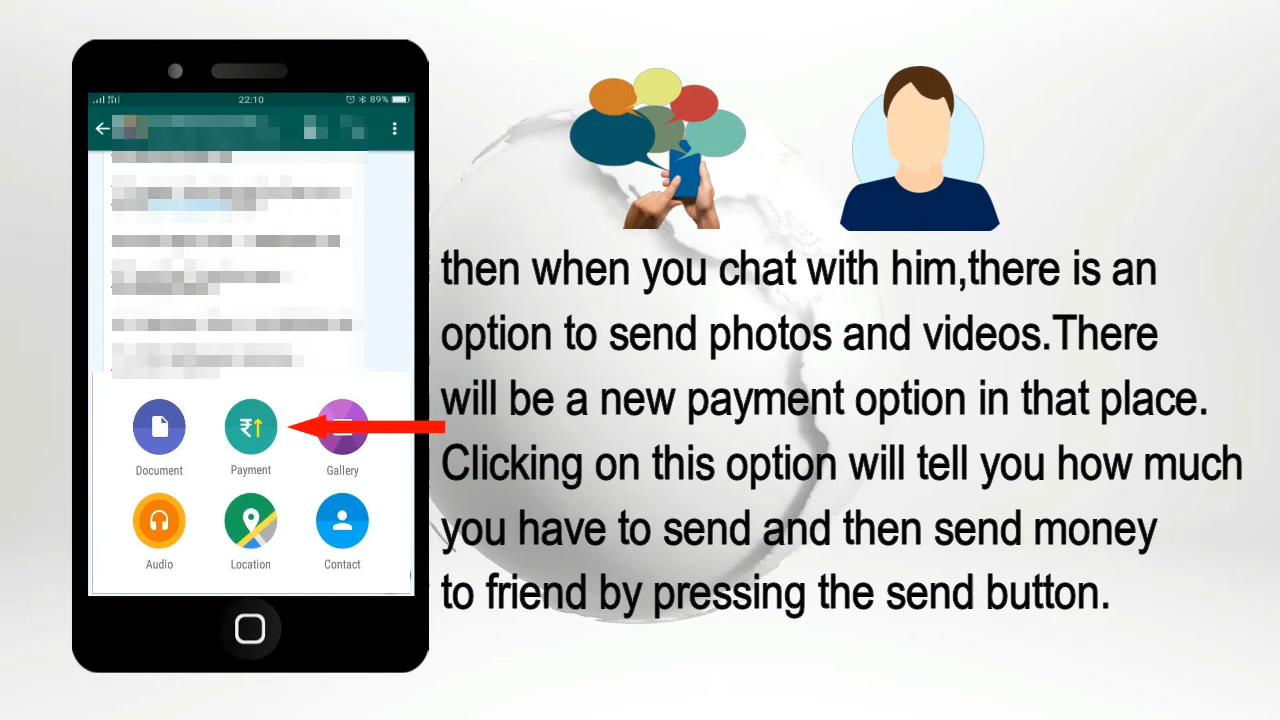 22:10
89%
Document
Payment
Gallery
Audio
Location
Contact
then when you chat with him,there is an
option to send photos and videos.There
will be a new payment option in that place.
Clicking on this option will tell you how much
you have to send and then send money
to friend by pressing the send button.